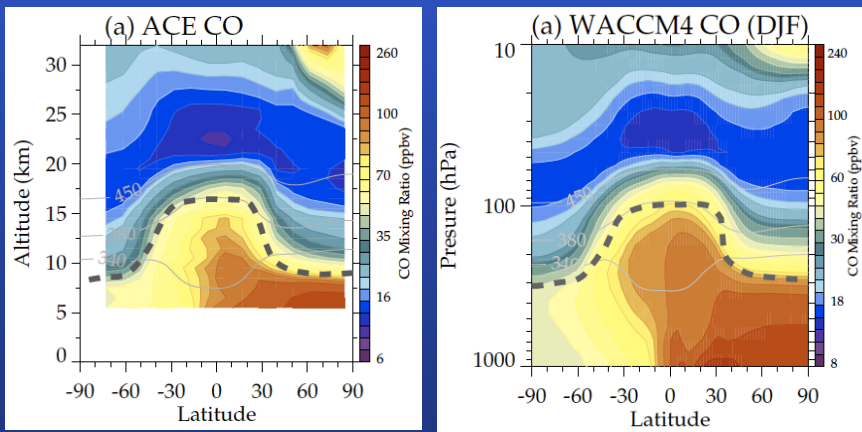 (a) ACE CO
30
25
20
15
10
5
0
Altitude (km)
450
380
340
-90 -60 -30 0 30 60 90
Latitude
260
100
70
35
16
6
CO Mixing Ratio (ppbv)
(a) WACCM4 CO (DJF)
10
100
1000
Presure (hPa)
450
380
340
-90 -60 -30 0 30 60 90
Latitude
240
100
60
30
18
8
CO Mixing Ratio (ppbv)